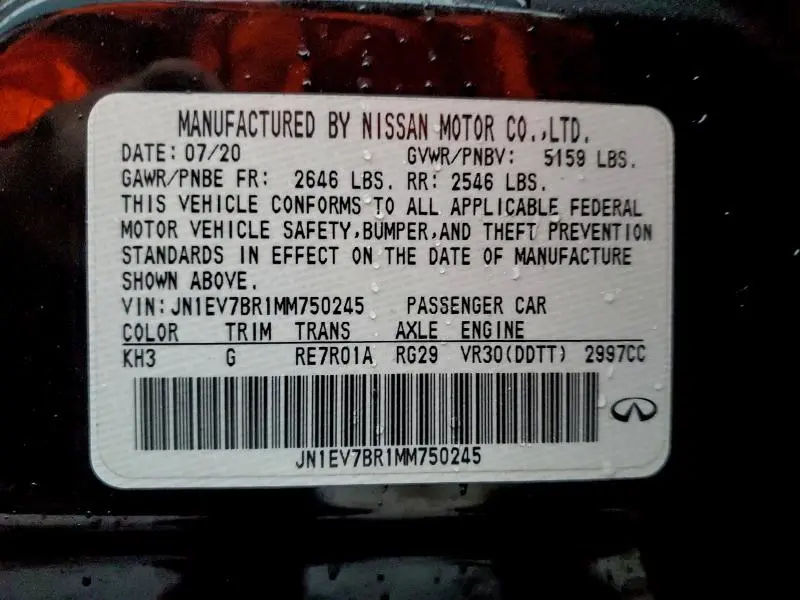 MANUFACTURED BY NISSAN MOTOR CO.,LTD.
DATE: 07/20 GVWR/PNBV: 5159 LBS.
GAWR/PNBE FR: 2646 LBS. RR: 2546 LBS.
THIS VEHICLE CONFORMS TO ALL APPLICABLE FEDERAL
MOTOR VEHICLE SAFETY,BUMPER,AND THEFT PREVENTION
STANDARDS IN EFFECT ON THE DATE OF MANUFACTURE
SHOWN ABOVE.
VIN: JN1EV7BR1MM750245 PASSENGER CAR
COLOR TRIM TRANS AXLE ENGINE
KH3 G RE7R01A RG29 VR30(DDTT) 2997CC
JN1EV7BR1MM750245